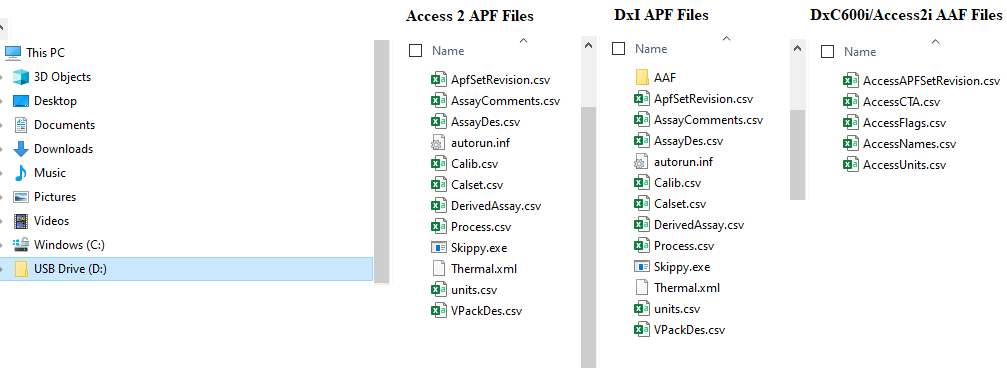 This PC
3D Objects
Desktop
Documents
Downloads
Music
Pictures
Videos
Windows (C:)
USB Drive (D:)
Access 2 APF Files
Name
ApfSetRevision.csv
AssayComments.csv
AssayDes.csv
autorun.inf
Calib.csv
Calset.csv
DerivedAssay.csv
Process.csv
Skippy.exe
Thermal.xml
units.csv
VPackDes.csv
DxI APF Files
Name
AAF
ApfSetRevision.csv
AssayComments.csv
AssayDes.csv
autorun.inf
Calib.csv
Calset.csv
DerivedAssay.csv
Process.csv
Skippy.exe
Thermal.xml
units.csv
VPackDes.csv
DxC600i/Access2i AAF Files
Name
AccessAPFSetRevision.csv
AccessCTA.csv
AccessFlags.csv
AccessNames.csv
AccessUnits.csv